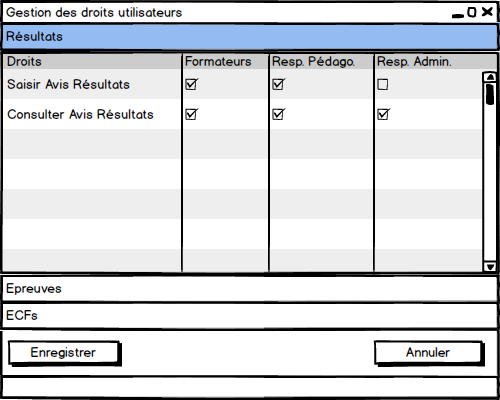 Gestion des droits utilisateurs
Résultats
Droits Formateurs Resp. Pédago. Resp. Admin.
Saisir Avis Résultats
Consulter Avis Résultats
Epreuves
ECFs
Enregistrer Annuler